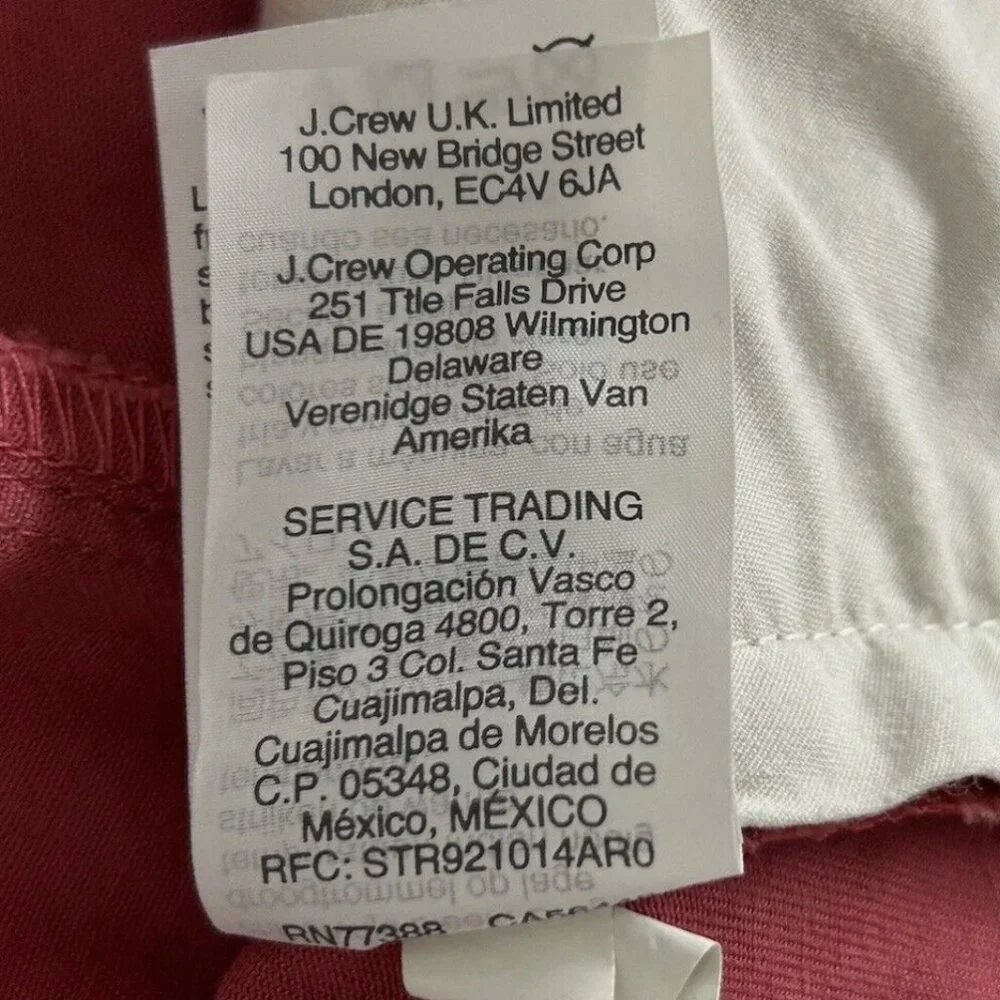 J.Crew U.K. Limited
100 New Bridge Street
London, EC4V 6JA
J.Crew Operating Corp
251 Ttle Falls Drive
USA DE 19808 Wilmington
Delaware
Verenidge Staten Van
Amerika
SERVICE TRADING
S.A. DE C.V.
Prolongación Vasco
de Quiroga 4800, Torre 2,
Piso 3 Col. Santa Fe
Cuajimalpa, Del.
Cuajimalpa de Morelos
C.P. 05348, Ciudad de
México, MÉXICO
RFC: STR921014AR0
RN77388